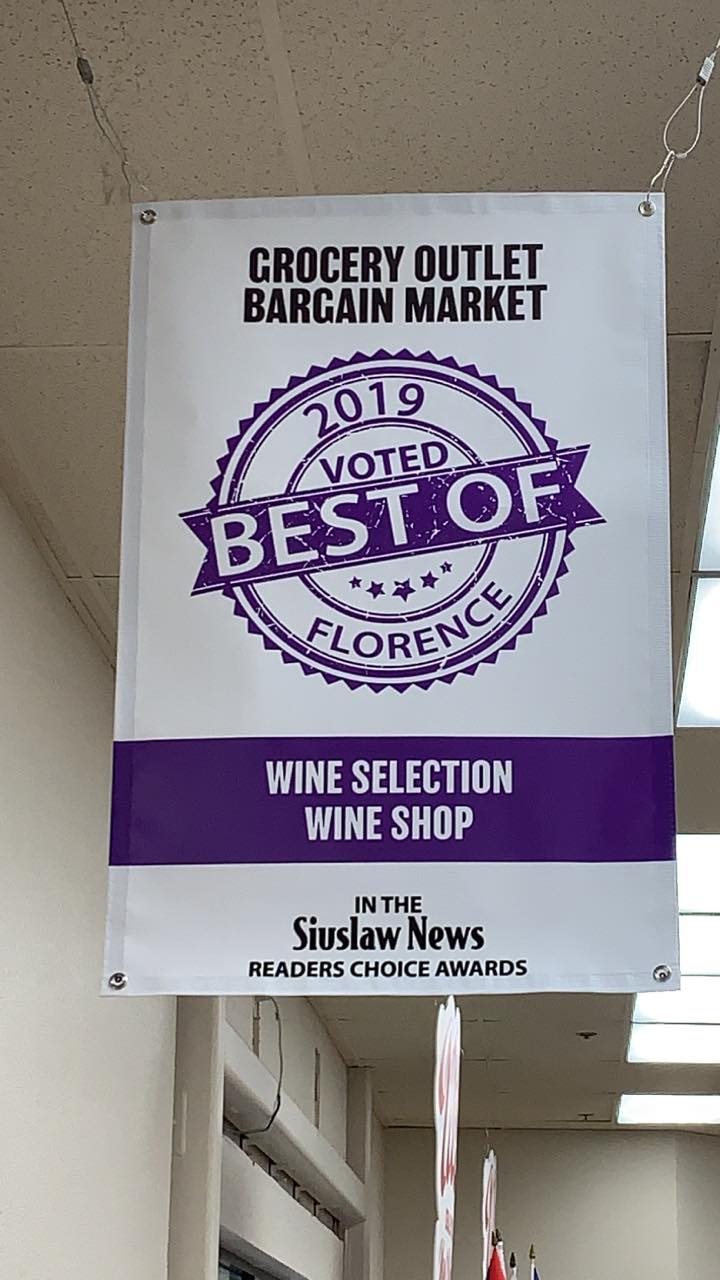 GROCERY OUTLET
BARGAIN MARKET
2019
VOTED
BEST OF
FLORENCE
WINE SELECTION
WINE SHOP
IN THE
Siuslaw News
READERS CHOICE AWARDS